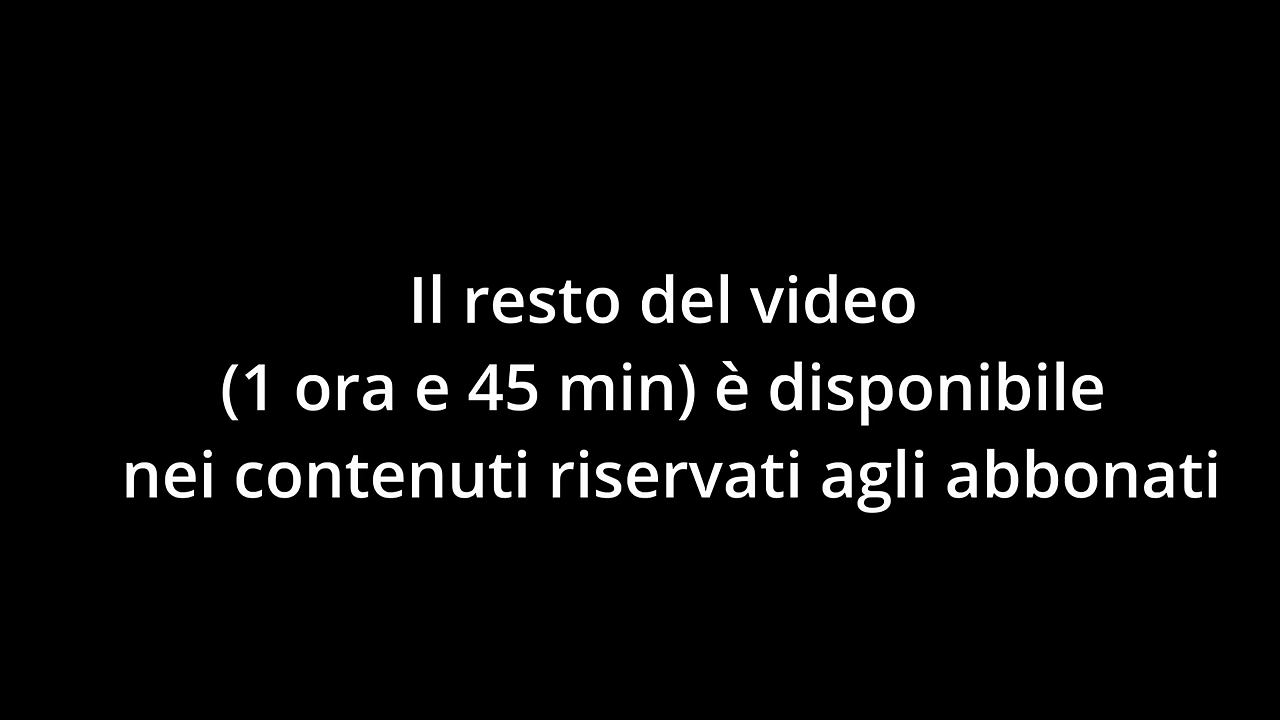 Il resto del video
(1 ora e 45 min) è disponibile
nei contenuti riservati agli abbonati